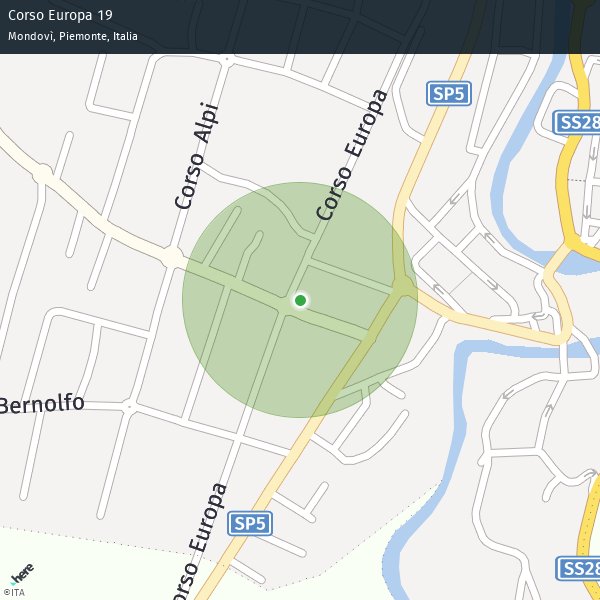 Corso Europa 19
Mondovì, Piemonte, Italia
SP5
SS28
Corso Alpi
Corso Europa
Bernolfo
SP5
orso Europa
SS28
here
©ITA